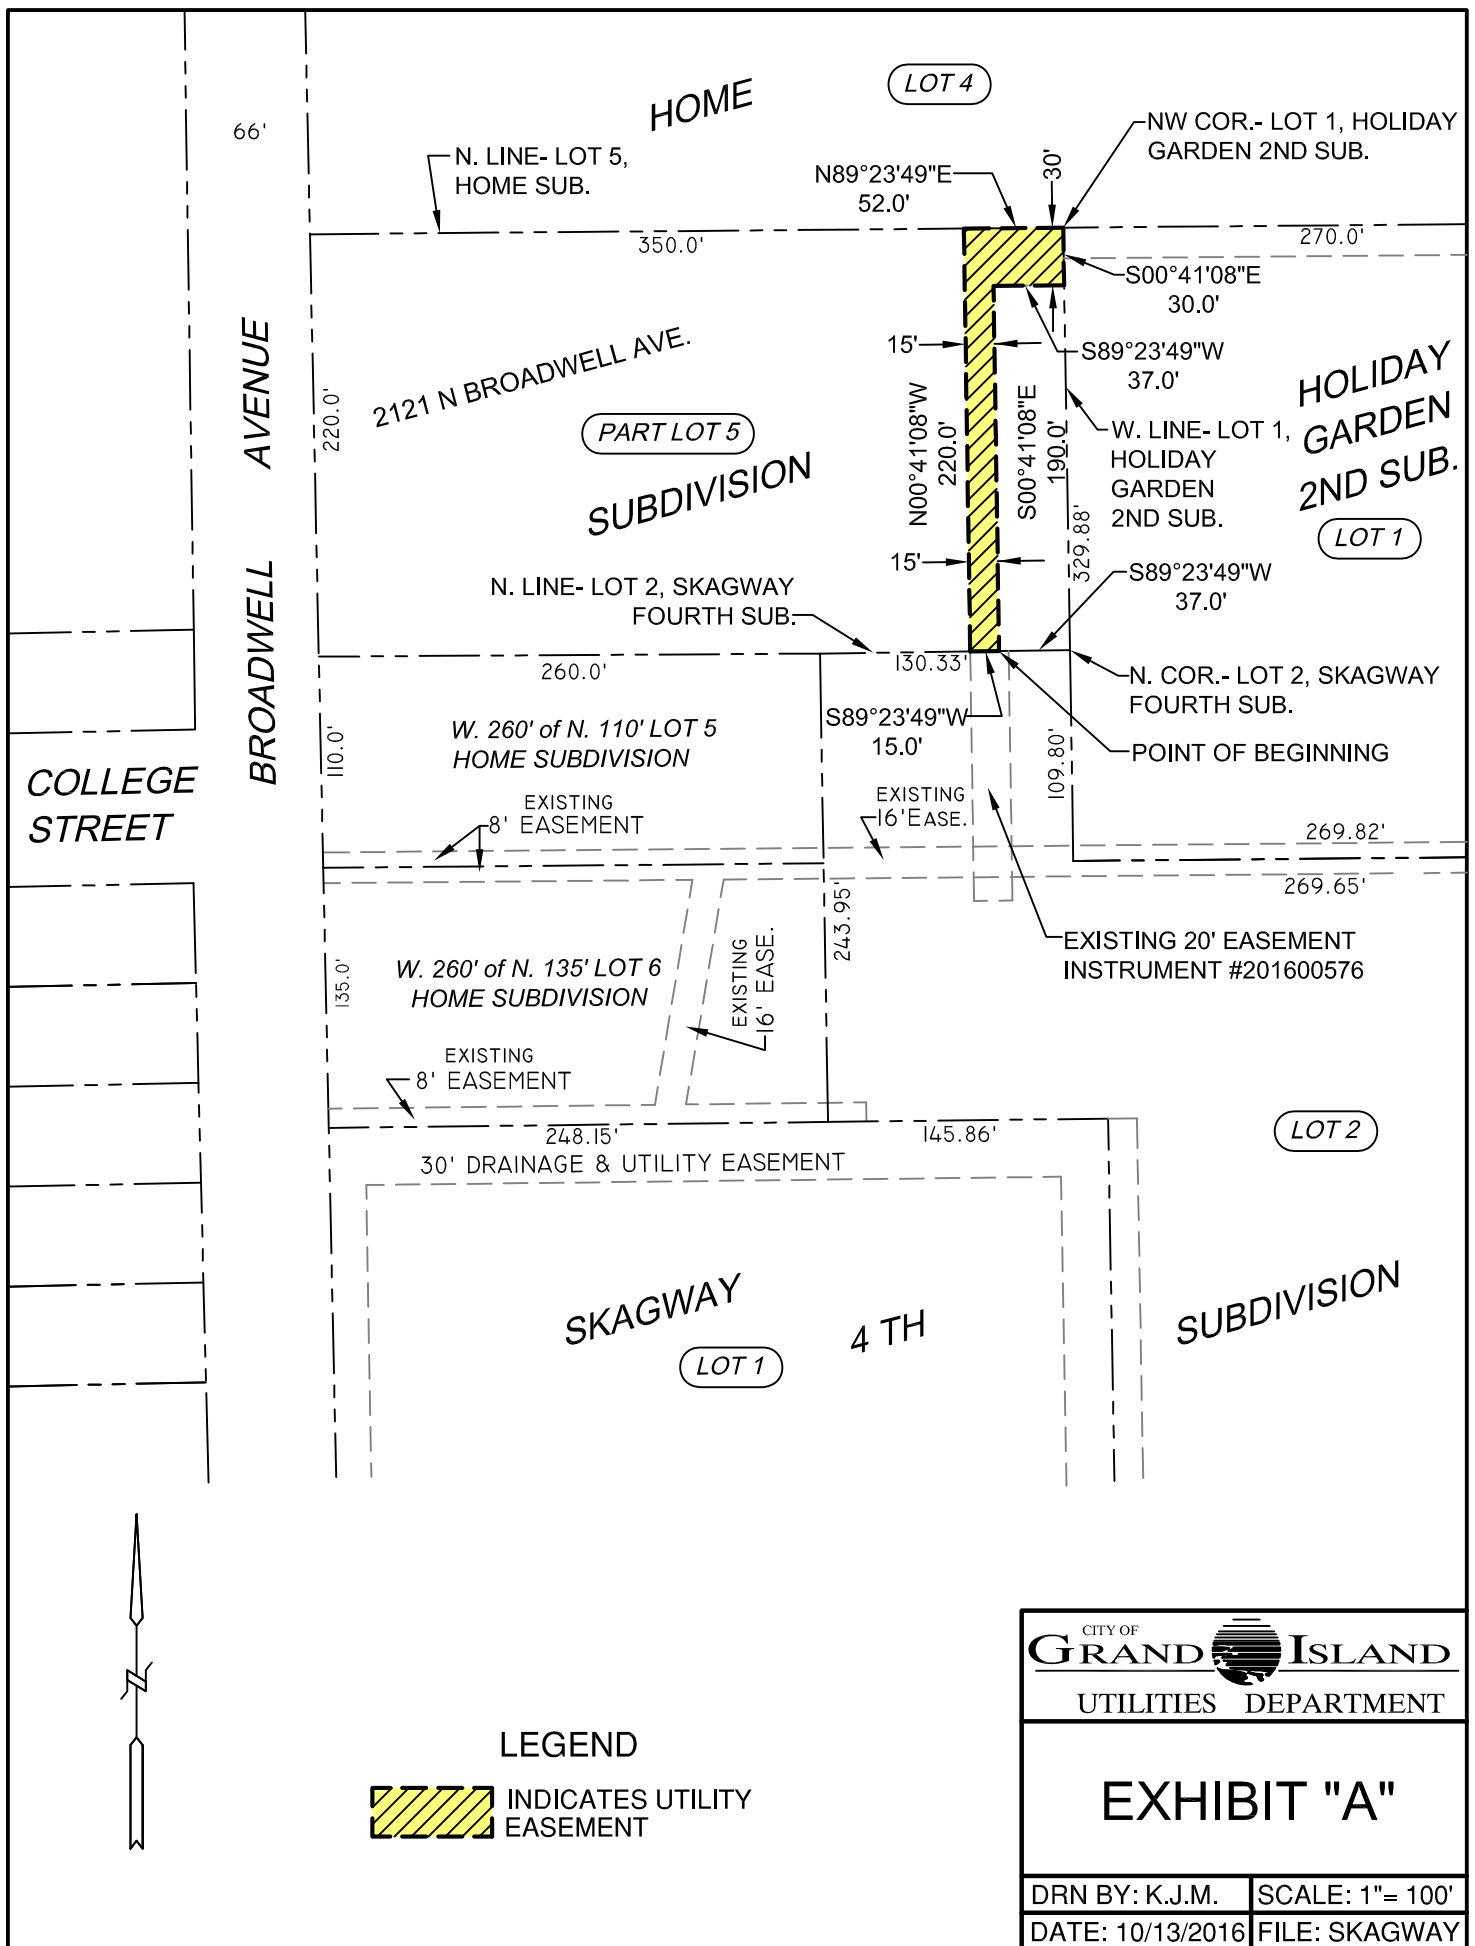 HOME
LOT 4
66'
N. LINE- LOT 5,
HOME SUB.
N89°23'49"E
52.0'
30'
NW COR.- LOT 1, HOLIDAY
GARDEN 2ND SUB.
350.0'
270.0'
S00°41'08"E
30.0'
BROADWELL AVENUE
220.0'
2121 N BROADWELL AVE.
PART LOT 5
SUBDIVISION
15'
N00°41'08"W
220.0'
S00°41'08"E
190.0'
S89°23'49"W
37.0'
W. LINE- LOT 1,
HOLIDAY
GARDEN
2ND SUB.
HOLIDAY
GARDEN
2ND SUB.
LOT 1
329.88'
15'
N. LINE- LOT 2, SKAGWAY
FOURTH SUB.
S89°23'49"W
37.0'
260.0'
130.33'
N. COR.- LOT 2, SKAGWAY
FOURTH SUB.
W. 260' of N. 110' LOT 5
HOME SUBDIVISION
110.0'
S89°23'49"W
15.0'
POINT OF BEGINNING
109.80'
COLLEGE
STREET
EXISTING
8' EASEMENT
EXISTING
16'EASE.
269.82'
269.65'
243.95'
EXISTING 20' EASEMENT
INSTRUMENT #201600576
W. 260' of N. 135' LOT 6
HOME SUBDIVISION
135.0'
EXISTING
16' EASE.
EXISTING
8' EASEMENT
248.15'
145.86'
LOT 2
30' DRAINAGE & UTILITY EASEMENT
SKAGWAY
4 TH
SUBDIVISION
LOT 1
N
LEGEND
INDICATES UTILITY
EASEMENT
CITY OF
GRAND ISLAND
UTILITIES DEPARTMENT
EXHIBIT "A"
DRN BY: K.J.M.
SCALE: 1"= 100'
DATE: 10/13/2016
FILE: SKAGWAY